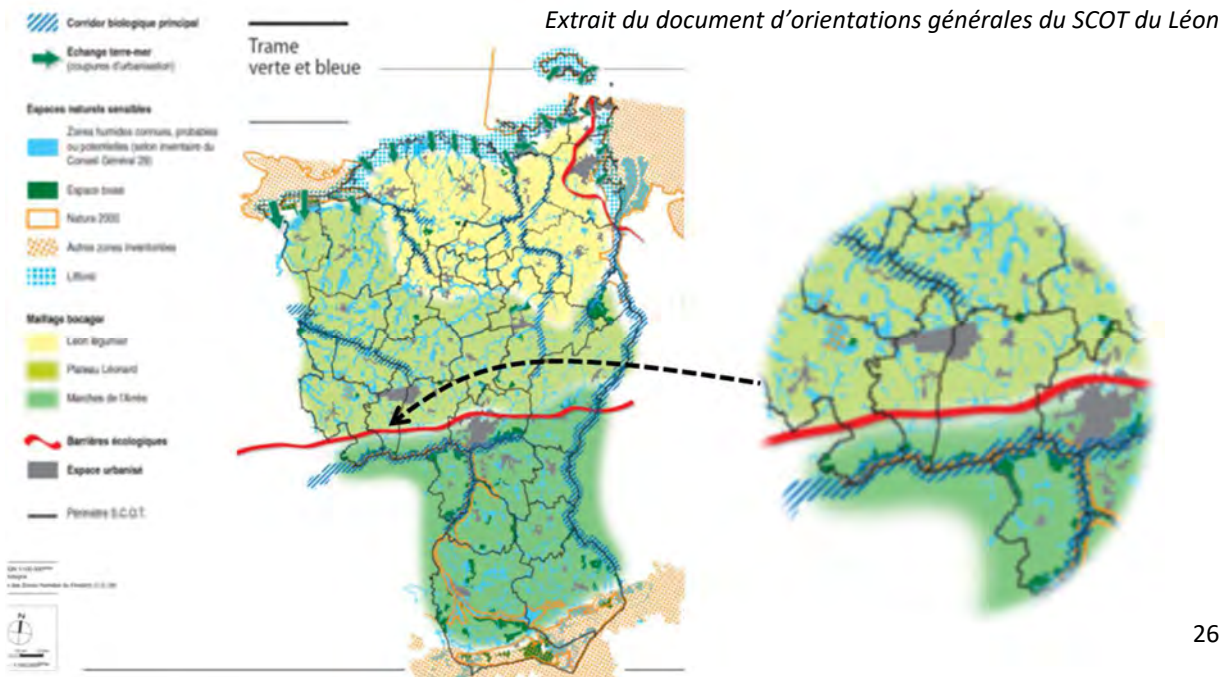 Extrait du document d’orientations générales du SCOT du Léon
Trame
verte et bleue
Corridor biologique principal
Echange terre-mer
(coupures d'urbanisation)
Espaces naturels sensibles
Zones humides connues, probables
ou potentielles (selon inventaire du
Conseil Général 29)
Espace boisé
Natura 2000
Autres zones inventoriées
Littoral
Maillage bocager
Léon légumier
Plateau Léonard
Marches de l'Arrée
Barrières écologiques
Espace urbanisé
Périmètre S.C.O.T.
N
26